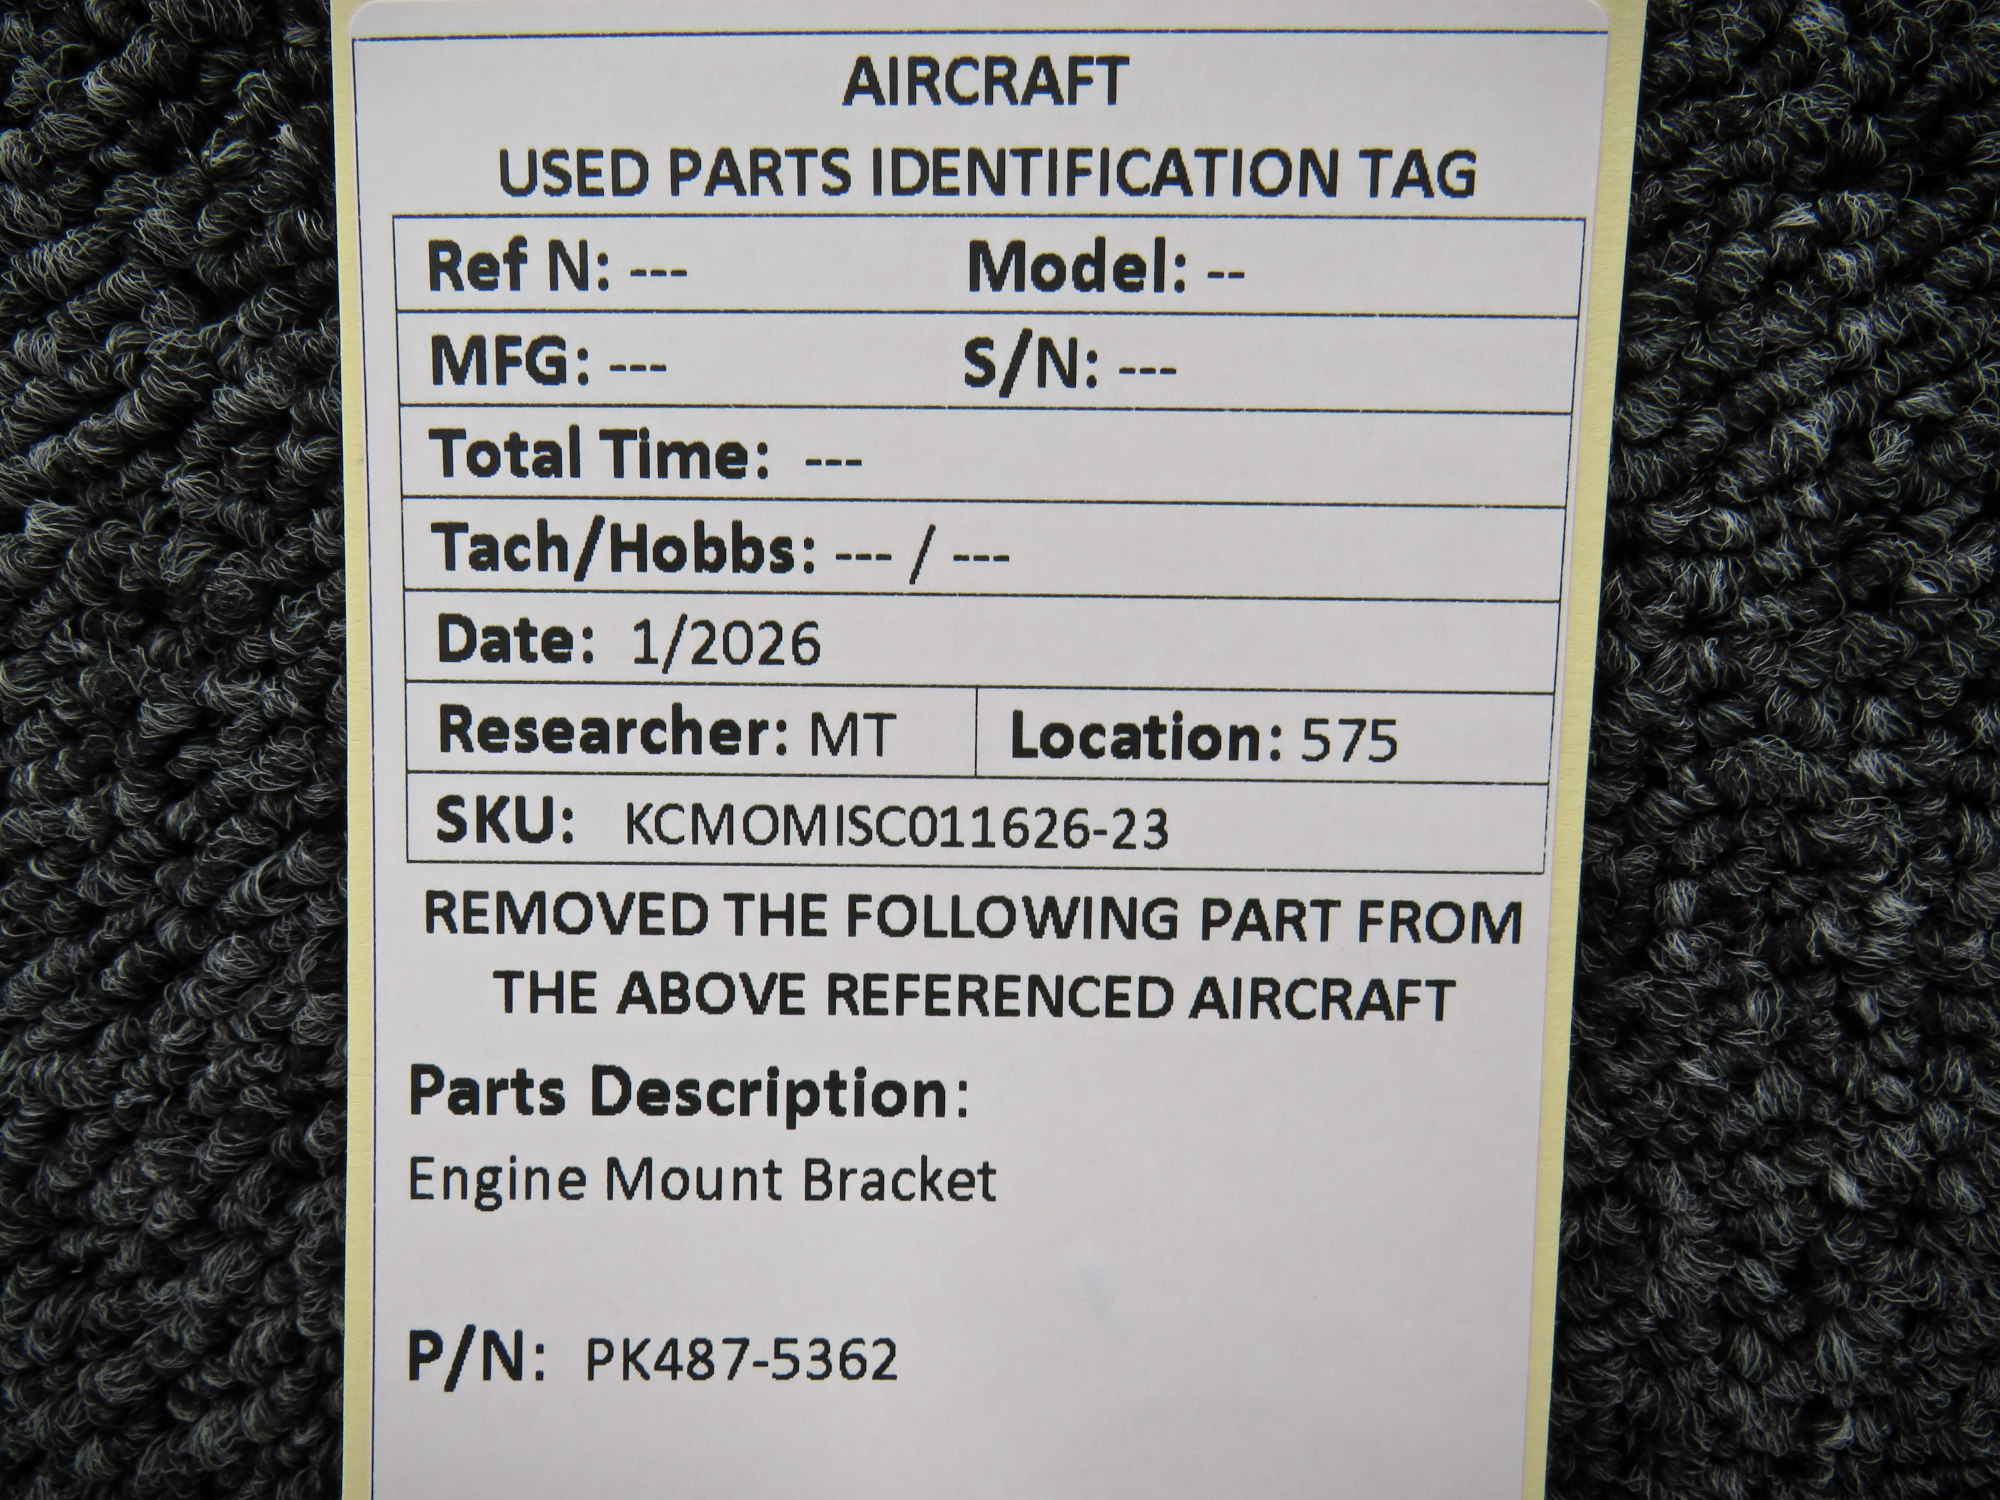 AIRCRAFT
USED PARTS IDENTIFICATION TAG
Ref N: --- Model: --
MFG: --- S/N: ---
Total Time: ---
Tach/Hobbs: --- / ---
Date: 1/2026
Researcher: MT Location: 575
SKU: KCMOMISC011626-23
REMOVED THE FOLLOWING PART FROM
THE ABOVE REFERENCED AIRCRAFT
Parts Description:
Engine Mount Bracket
P/N: PK487-5362